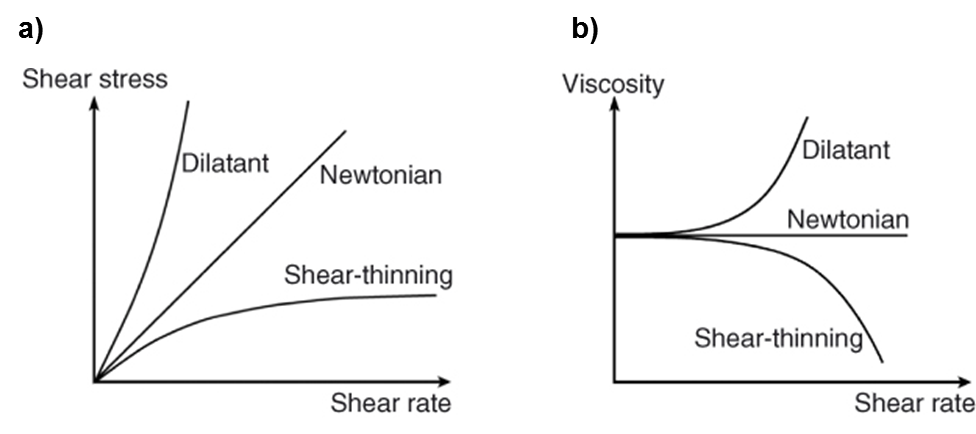 a)
Shear stress
Dilatant
Newtonian
Shear-thinning
Shear rate
b)
Viscosity
Dilatant
Newtonian
Shear-thinning
Shear rate